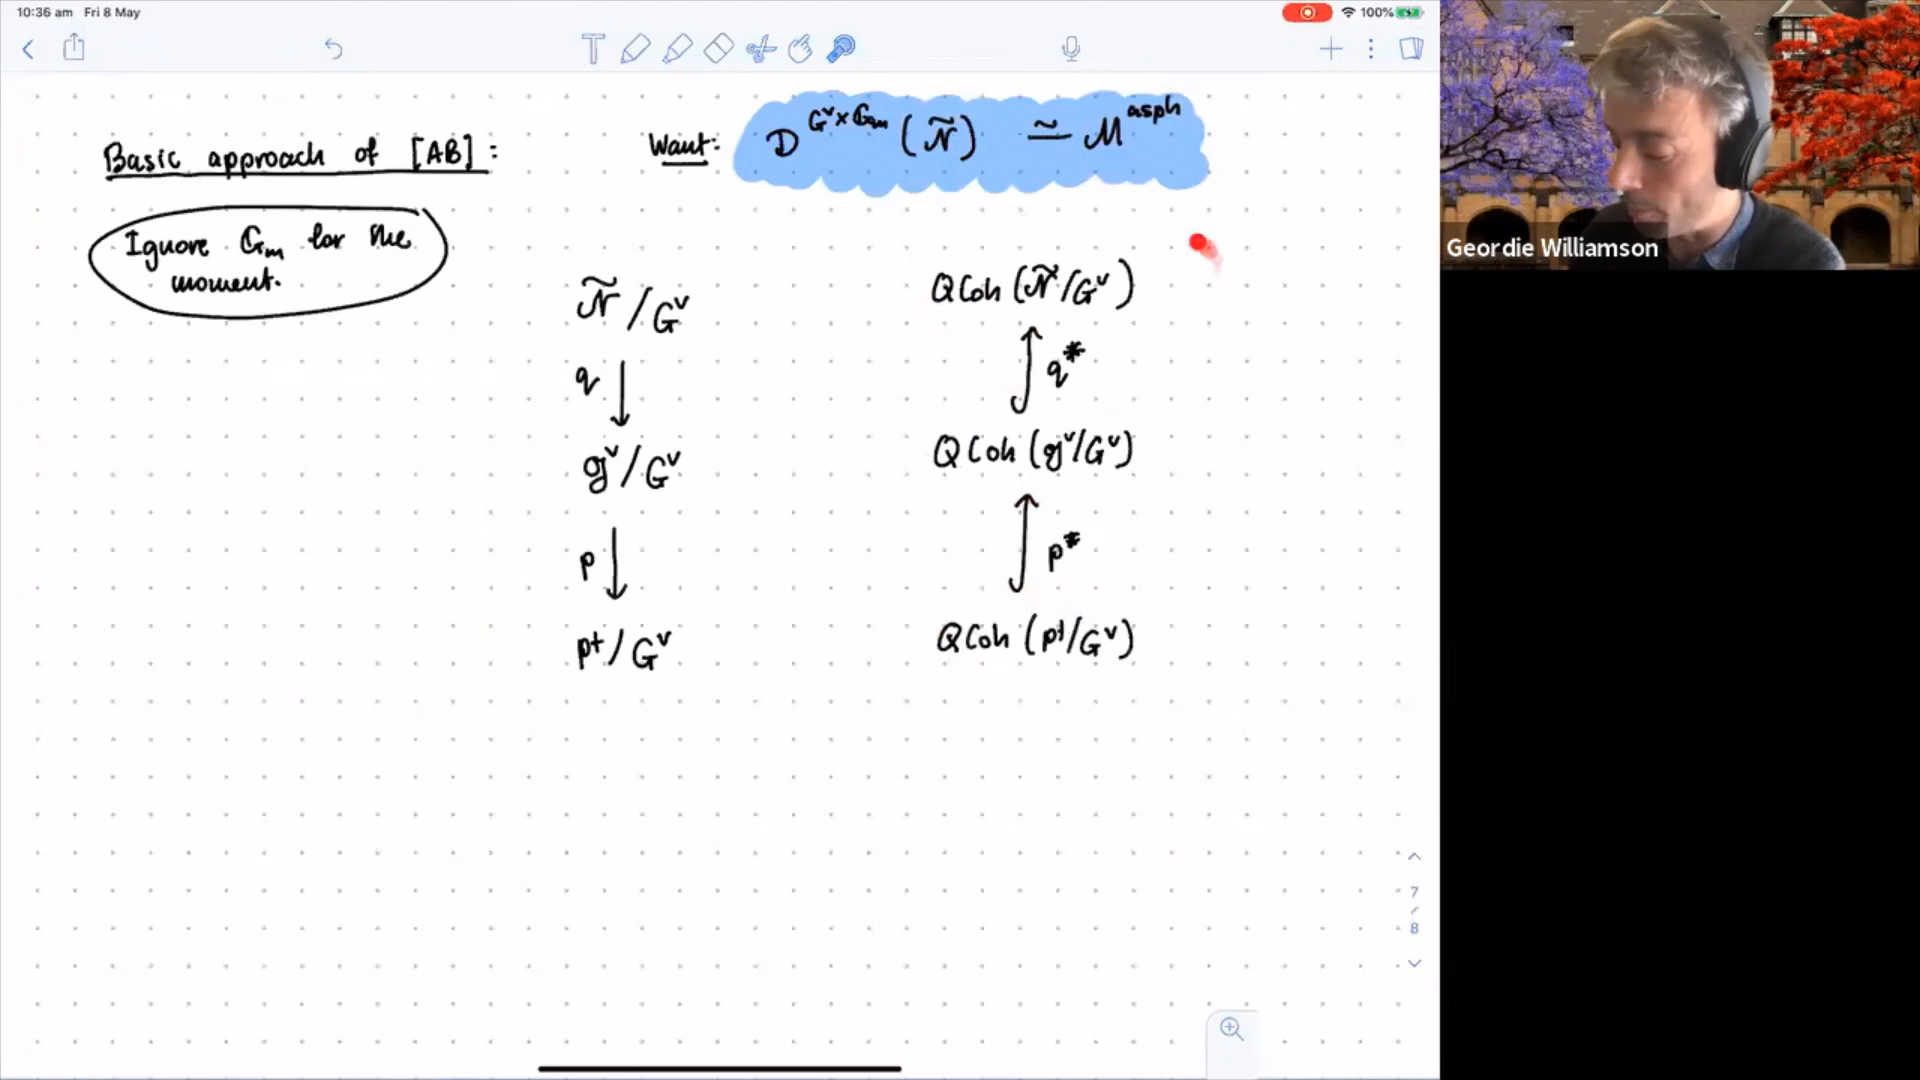 10:36 am Fri 8 May
100%
Basic approach of [AB]:
Want: D^{G^∨×G_m}(Ñ) ≃ M^{asph}
Ignore G_m for the
moment.
Ñ/G^∨
QCoh(Ñ/G^∨)
q
q*
g^∨/G^∨
QCoh(g^∨/G^∨)
p
p*
pt/G^∨
QCoh(pt/G^∨)
7
/
8
Geordie Williamson